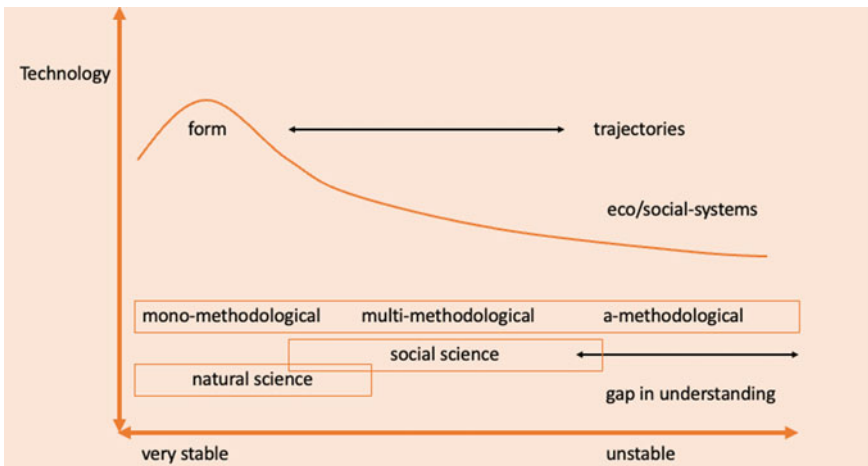 Technology
form
trajectories
eco/social-systems
mono-methodological
multi-methodological
a-methodological
social science
natural science
gap in understanding
very stable
unstable